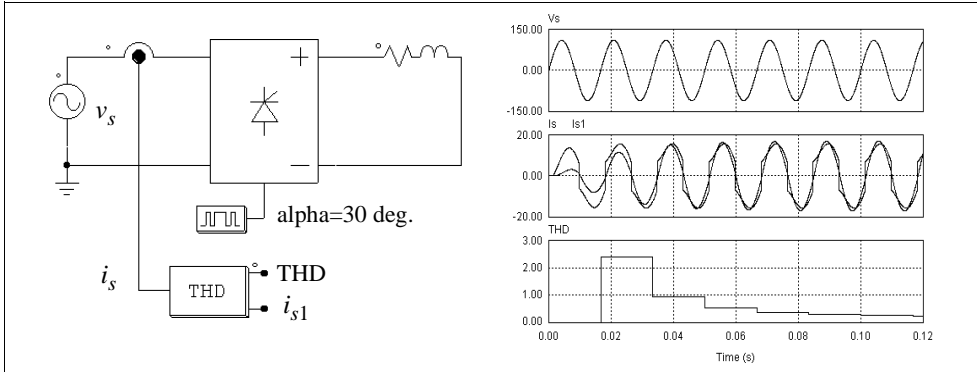 v_s
+
−
alpha=30 deg.
i_s
THD
THD
i_s1
Vs
150.00
0.00
-150.00
Is Is1
20.00
0.00
-20.00
THD
3.00
2.00
1.00
0.00
0.00 0.02 0.04 0.06 0.08 0.10 0.12
Time (s)